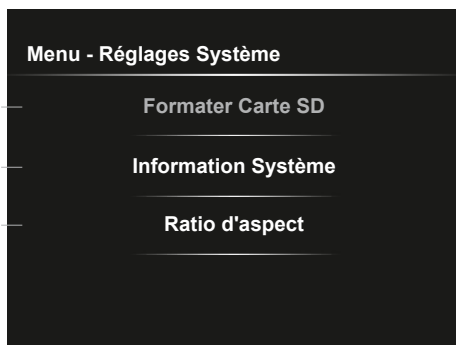 Menu - Réglages Système
Formater Carte SD
Information Système
Ratio d'aspect